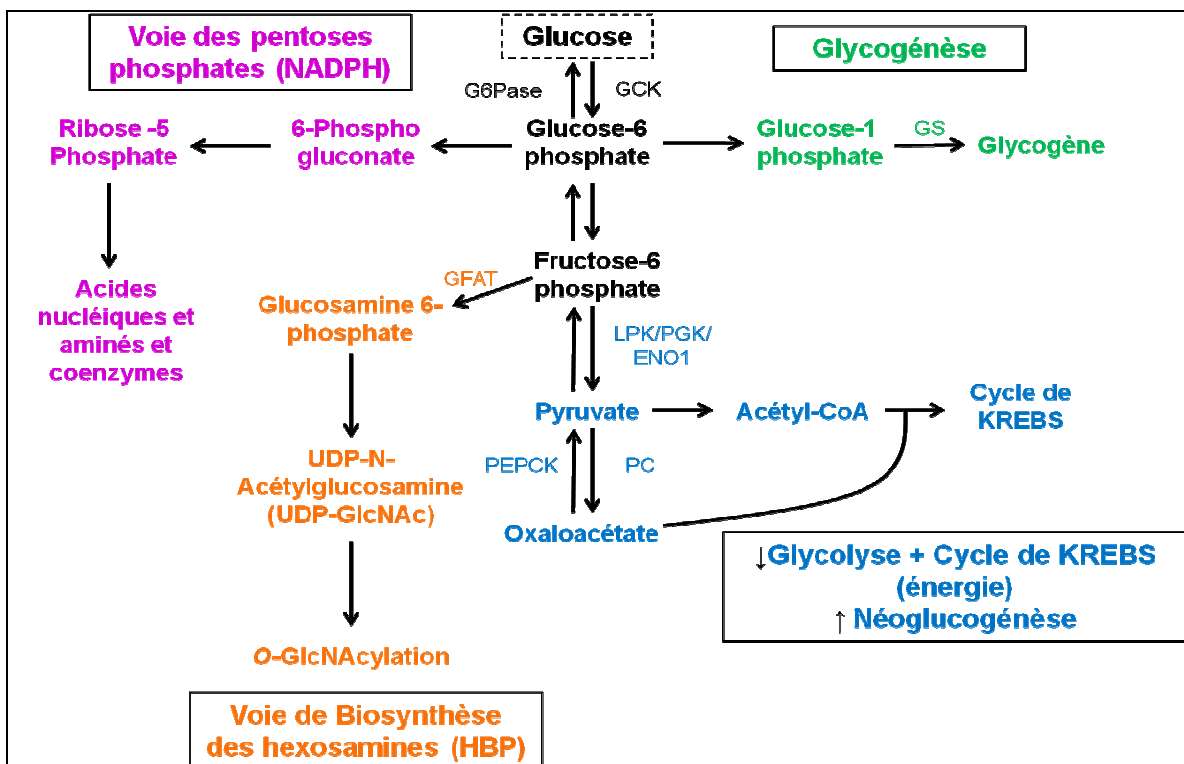 Voie des pentoses
phosphates (NADPH)
Glucose
Glycogénèse
G6Pase
GCK
Ribose -5
Phosphate
6-Phospho
gluconate
Glucose-6
phosphate
Glucose-1
phosphate
GS
Glycogène
Acides
nucléiques et
aminés et
coenzymes
GFAT
Glucosamine 6-
phosphate
Fructose-6
phosphate
LPK/PGK/
ENO1
Pyruvate
Acétyl-CoA
Cycle de
KREBS
UDP-N-
Acétylglucosamine
(UDP-GlcNAc)
PEPCK
PC
Oxaloacétate
↓Glycolyse + Cycle de KREBS
(énergie)
↑ Néoglucogénèse
O-GlcNAcylation
Voie de Biosynthèse
des hexosamines (HBP)